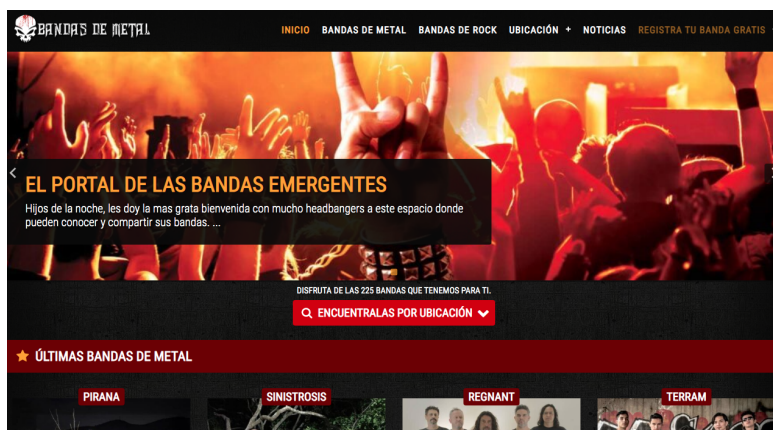 BANDAS DE METAL
INICIO BANDAS DE METAL BANDAS DE ROCK UBICACIÓN + NOTICIAS REGISTRA TU BANDA GRATIS
EL PORTAL DE LAS BANDAS EMERGENTES
Hijos de la noche, les doy la mas grata bienvenida con mucho headbangers a este espacio donde
pueden conocer y compartir sus bandas. ...
DISFRUTA DE LAS 225 BANDAS QUE TENEMOS PARA TI.
ENCUENTRALAS POR UBICACIÓN
ÚLTIMAS BANDAS DE METAL
PIRANA SINISTROSIS REGNANT TERRAM